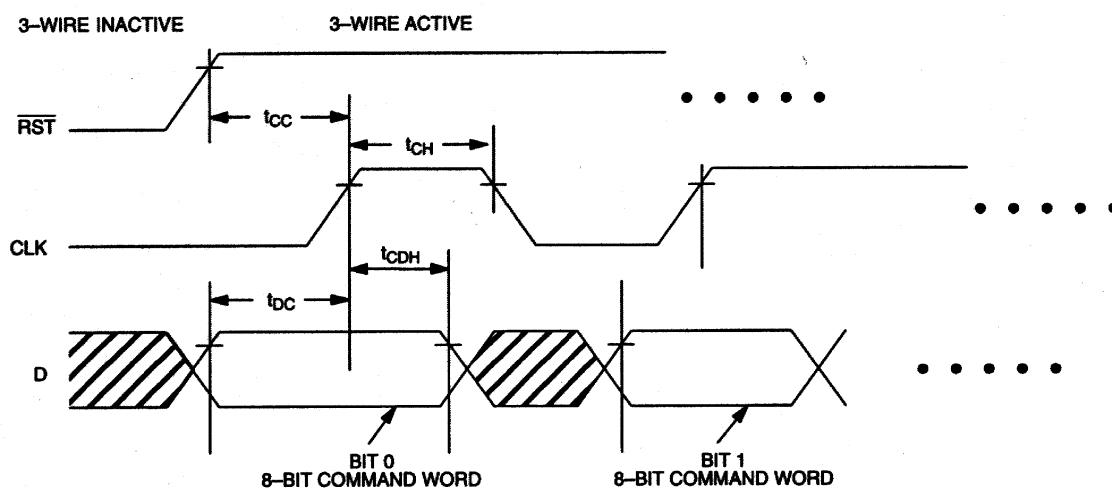 3–WIRE INACTIVE
3–WIRE ACTIVE
RST
tCC
tCH
CLK
tCDH
tDC
D
BIT 0
8–BIT COMMAND WORD
BIT 1
8–BIT COMMAND WORD